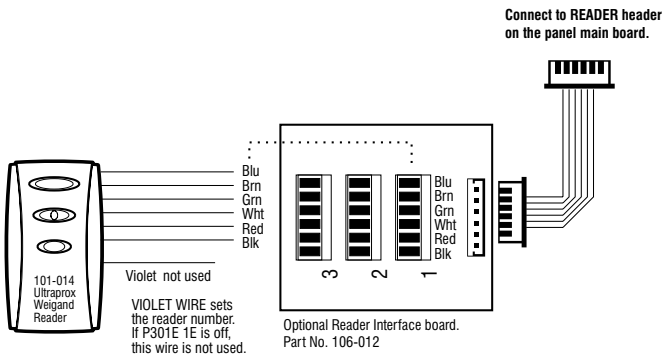 Connect to READER header
on the panel main board.
Blu
Brn
Grn
Wht
Red
Blk
Blu
Brn
Grn
Wht
Red
Blk
3
2
1
101-014
Ultraprox
Weigand
Reader
Violet not used
VIOLET WIRE sets
the reader number.
If P301E 1E is off,
this wire is not used.
Optional Reader Interface board.
Part No. 106-012